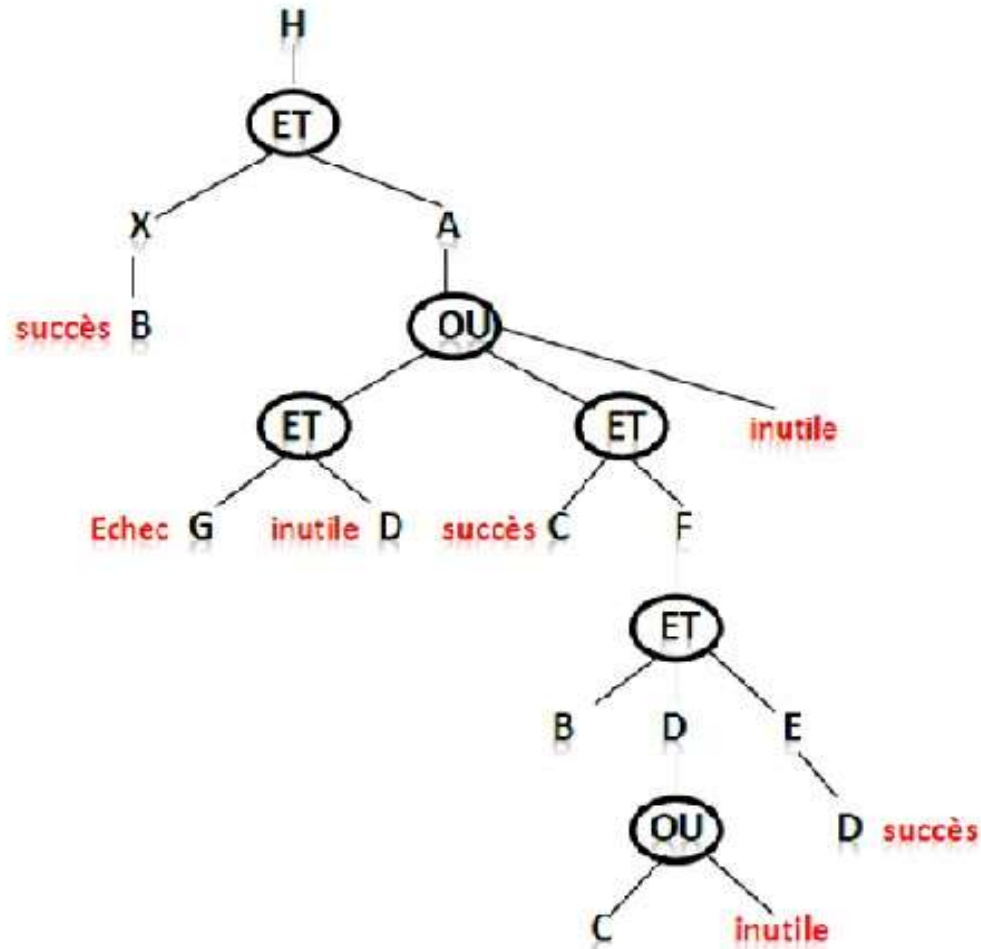 H
ET
X A
succès B OU
ET ET inutile
Echec G inutile D succès C F
ET
B D E
OU D succès
C inutile